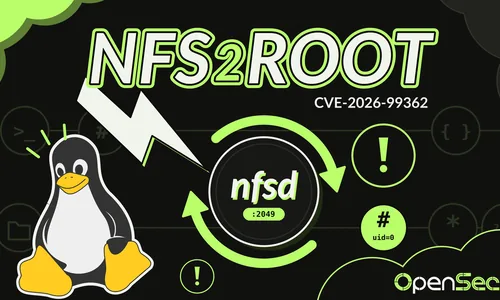 NFS2ROOT
CVE-2026-99362
>_
#
{ }
!
nfsd
:2049
#
uid=0
*
!
OpenSec